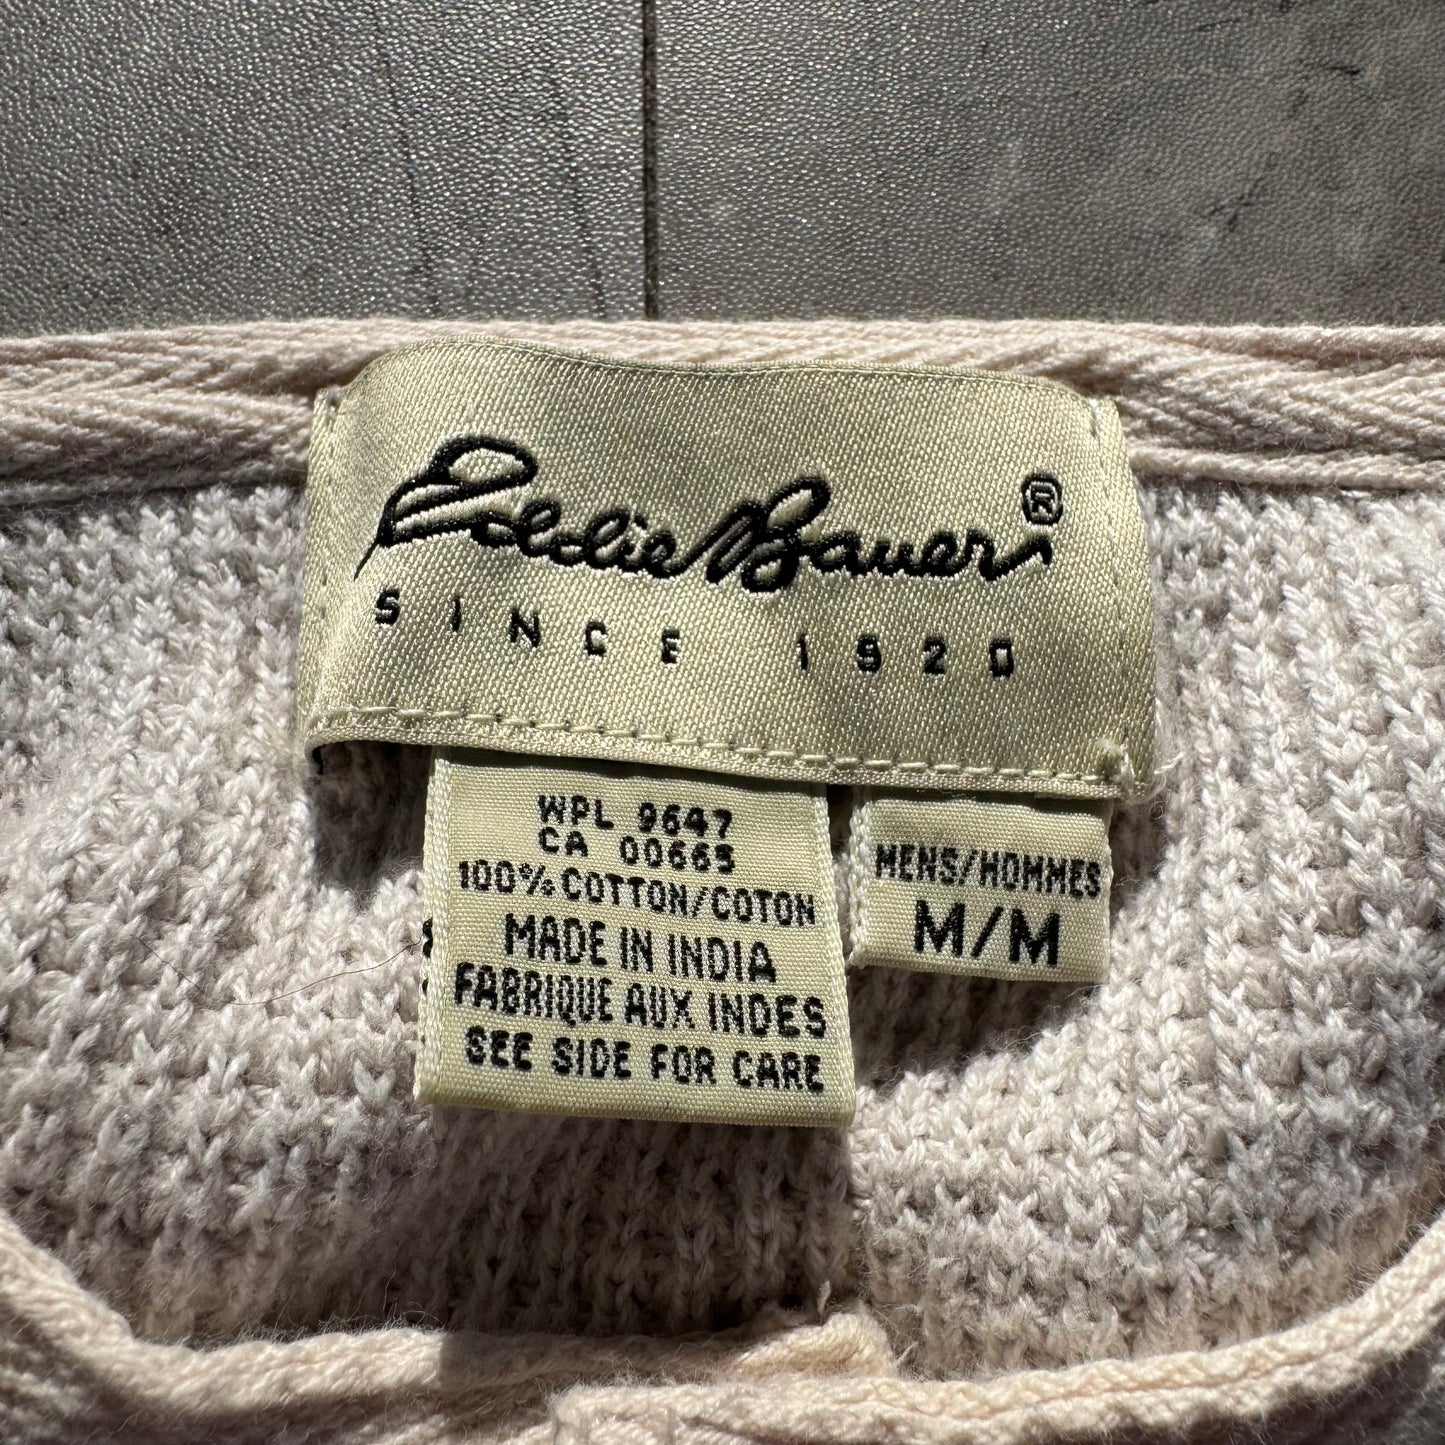 Eddie Bauer®
SINCE 1920
WPL 9647
CA 00665
100% COTTON/COTON
MADE IN INDIA
FABRIQUE AUX INDES
SEE SIDE FOR CARE
MENS/HOMMES
M/M